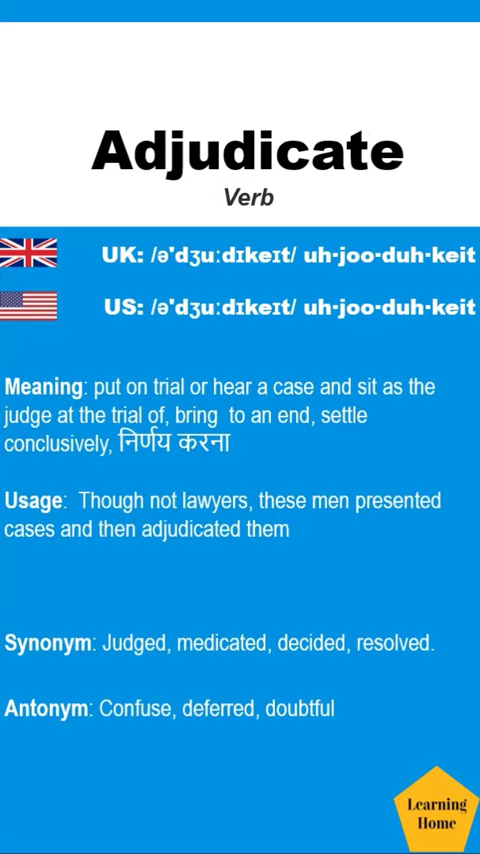 Adjudicate
Verb
UK: /ə'dʒuːdɪkeɪt/ uh-joo-duh-keit
US: /ə'dʒuːdɪkeɪt/ uh-joo-duh-keit
Meaning: put on trial or hear a case and sit as the
judge at the trial of, bring  to an end, settle
conclusively, निर्णय करना
Usage:  Though not lawyers, these men presented
cases and then adjudicated them
Synonym: Judged, medicated, decided, resolved.
Antonym: Confuse, deferred, doubtful
Learning
Home